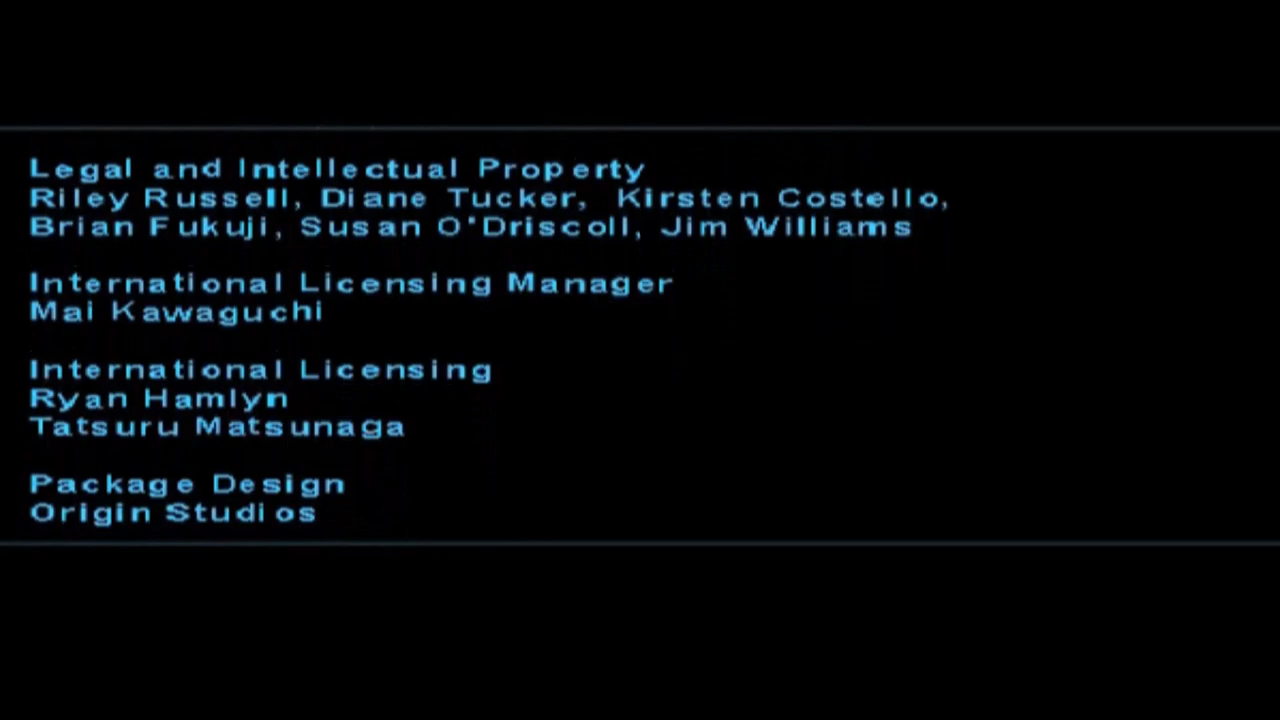 Legal and Intellectual Property
Riley Russell, Diane Tucker, Kirsten Costello,
Brian Fukuji, Susan O'Driscoll, Jim Williams
International Licensing Manager
Mai Kawaguchi
International Licensing
Ryan Hamlyn
Tatsuru Matsunaga
Package Design
Origin Studios